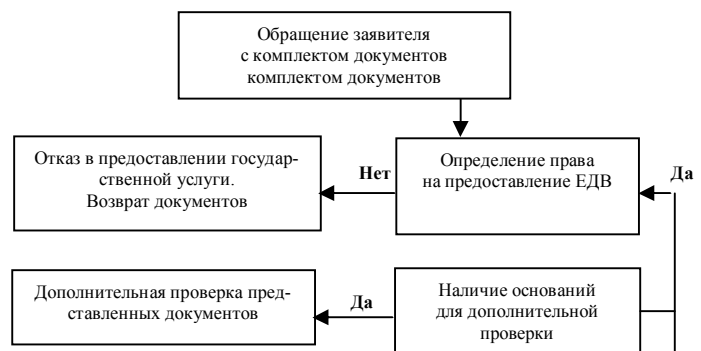 Обращение заявителя
с комплектом документов
комплектом документов
Отказ в предоставлении государ-
ственной услуги.
Возврат документов
Нет
Определение права
на предоставление ЕДВ
Да
Дополнительная проверка пред-
ставленных документов
Да
Наличие оснований
для дополнительной
проверки